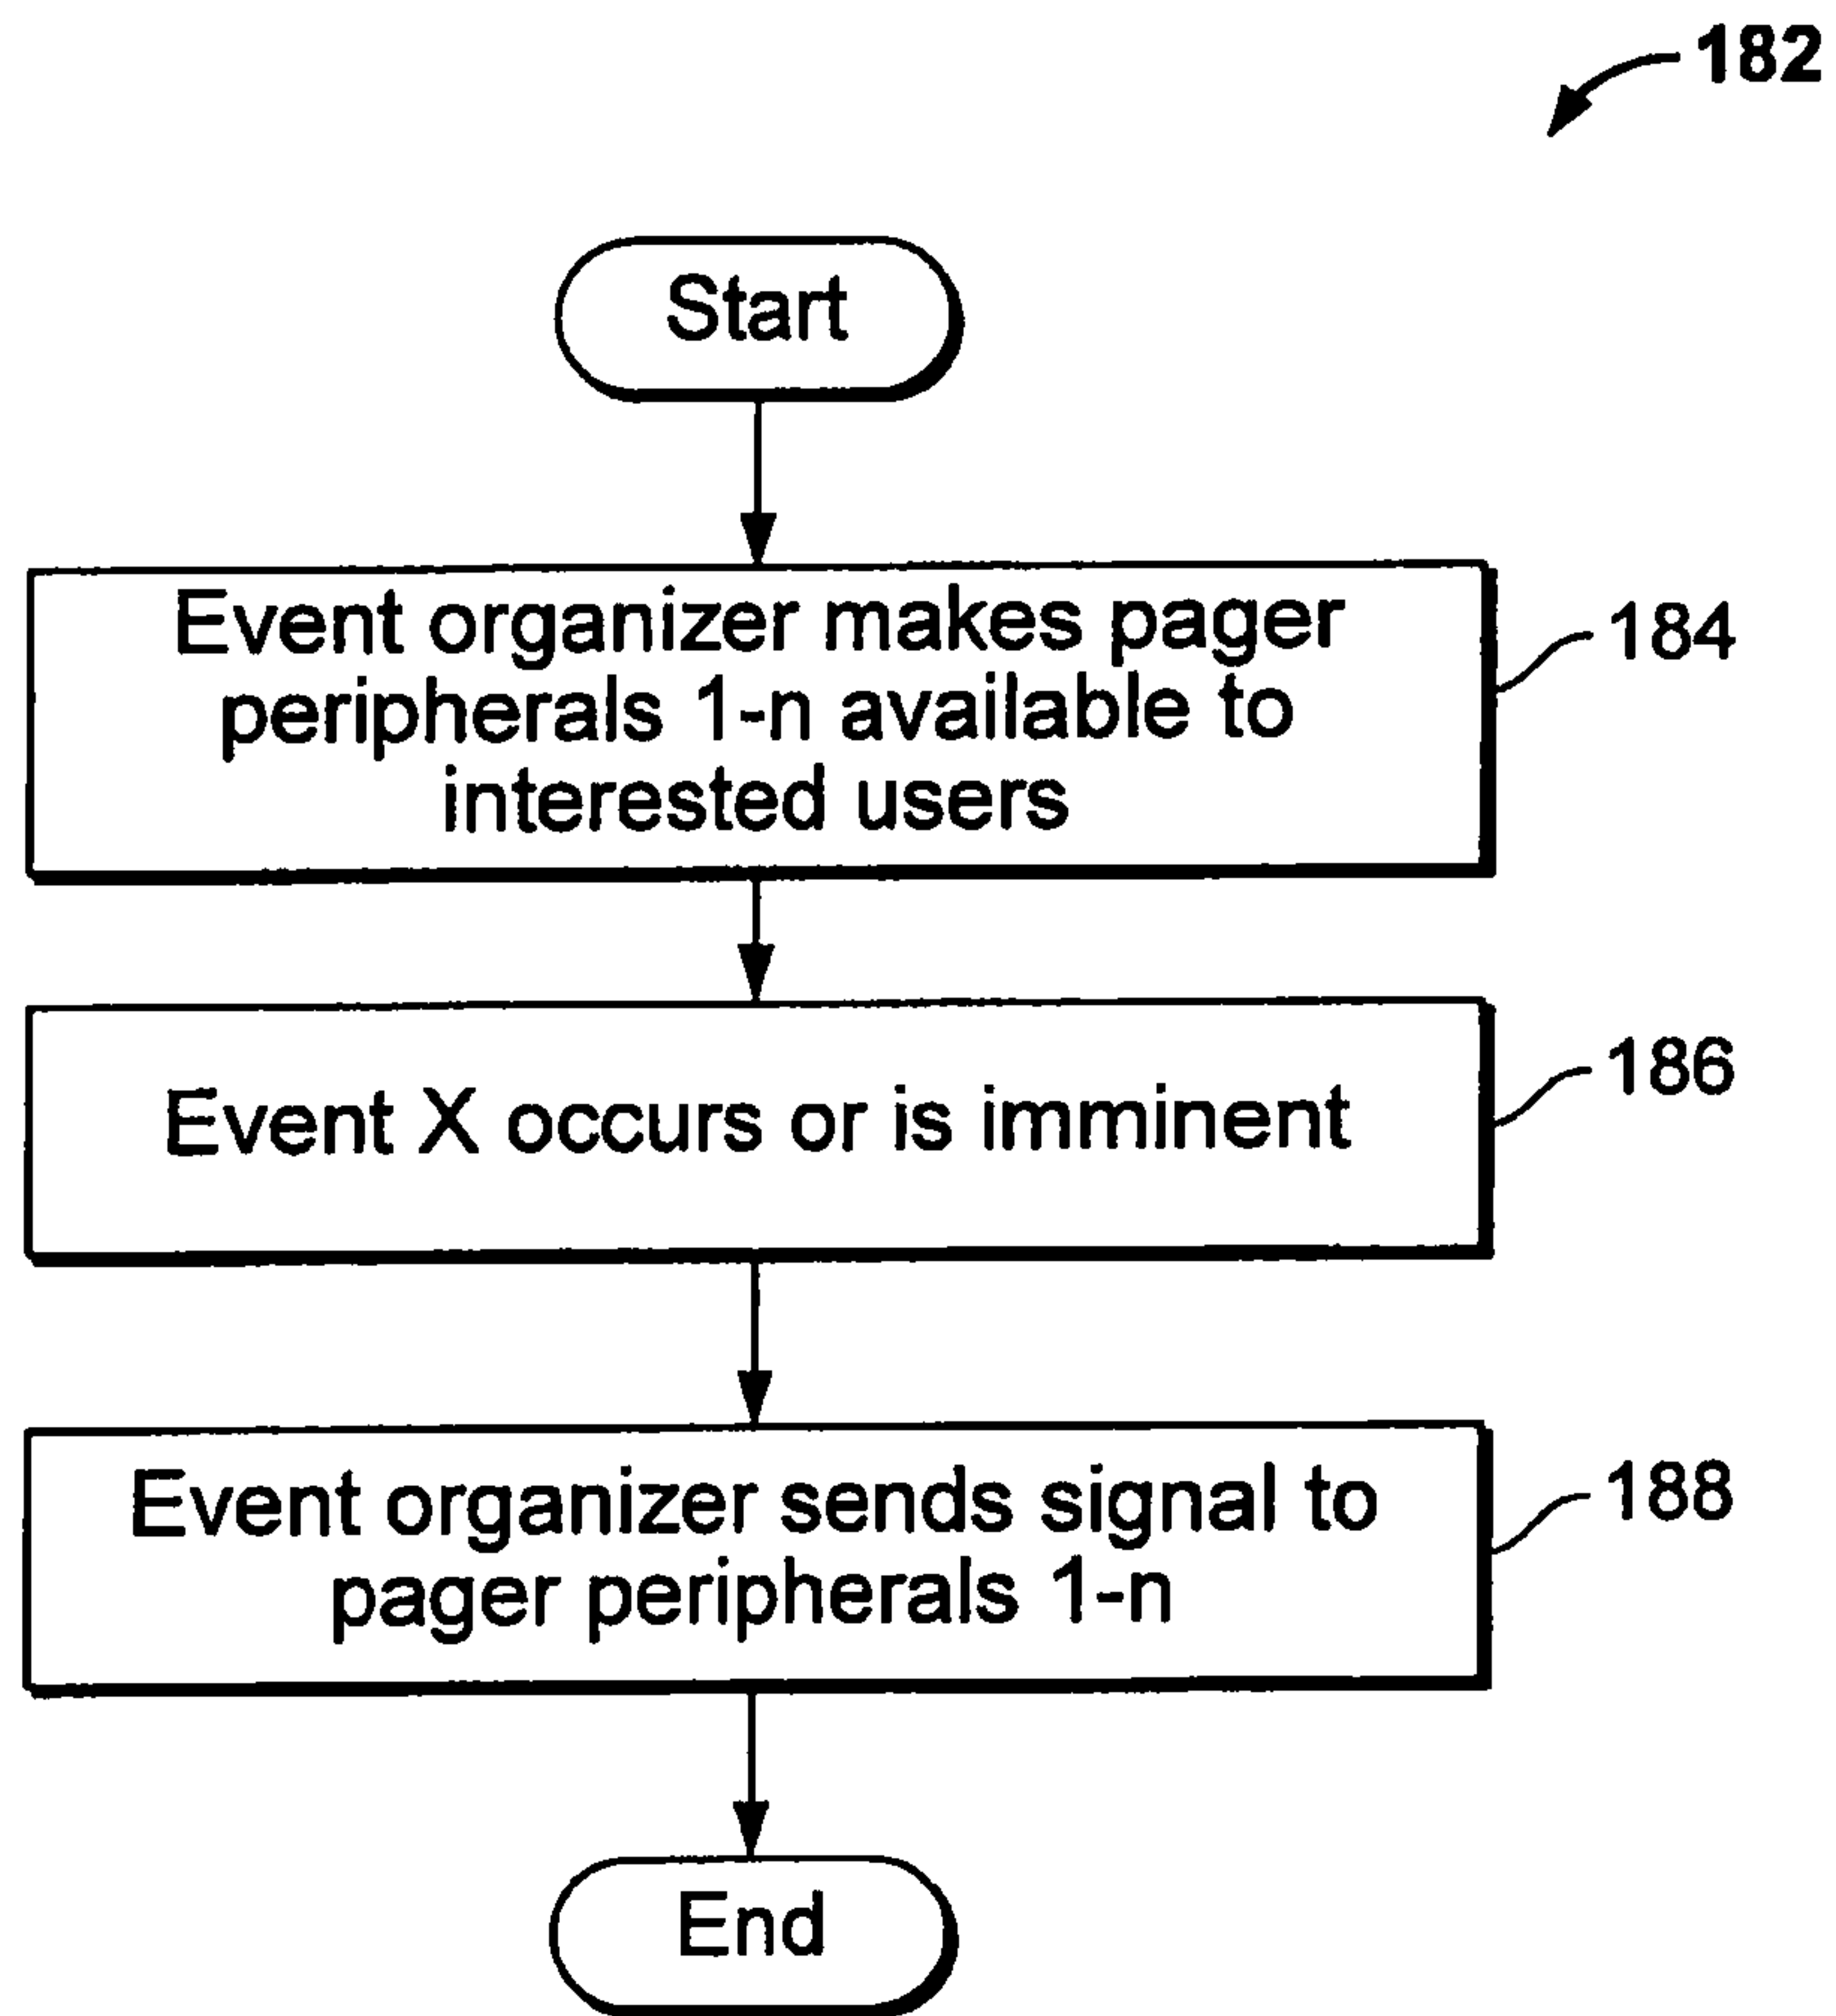 182
Start
Event organizer makes pager
peripherals 1-n available to
interested users
184
Event X occurs or is imminent
186
Event organizer sends signal to
pager peripherals 1-n
188
End